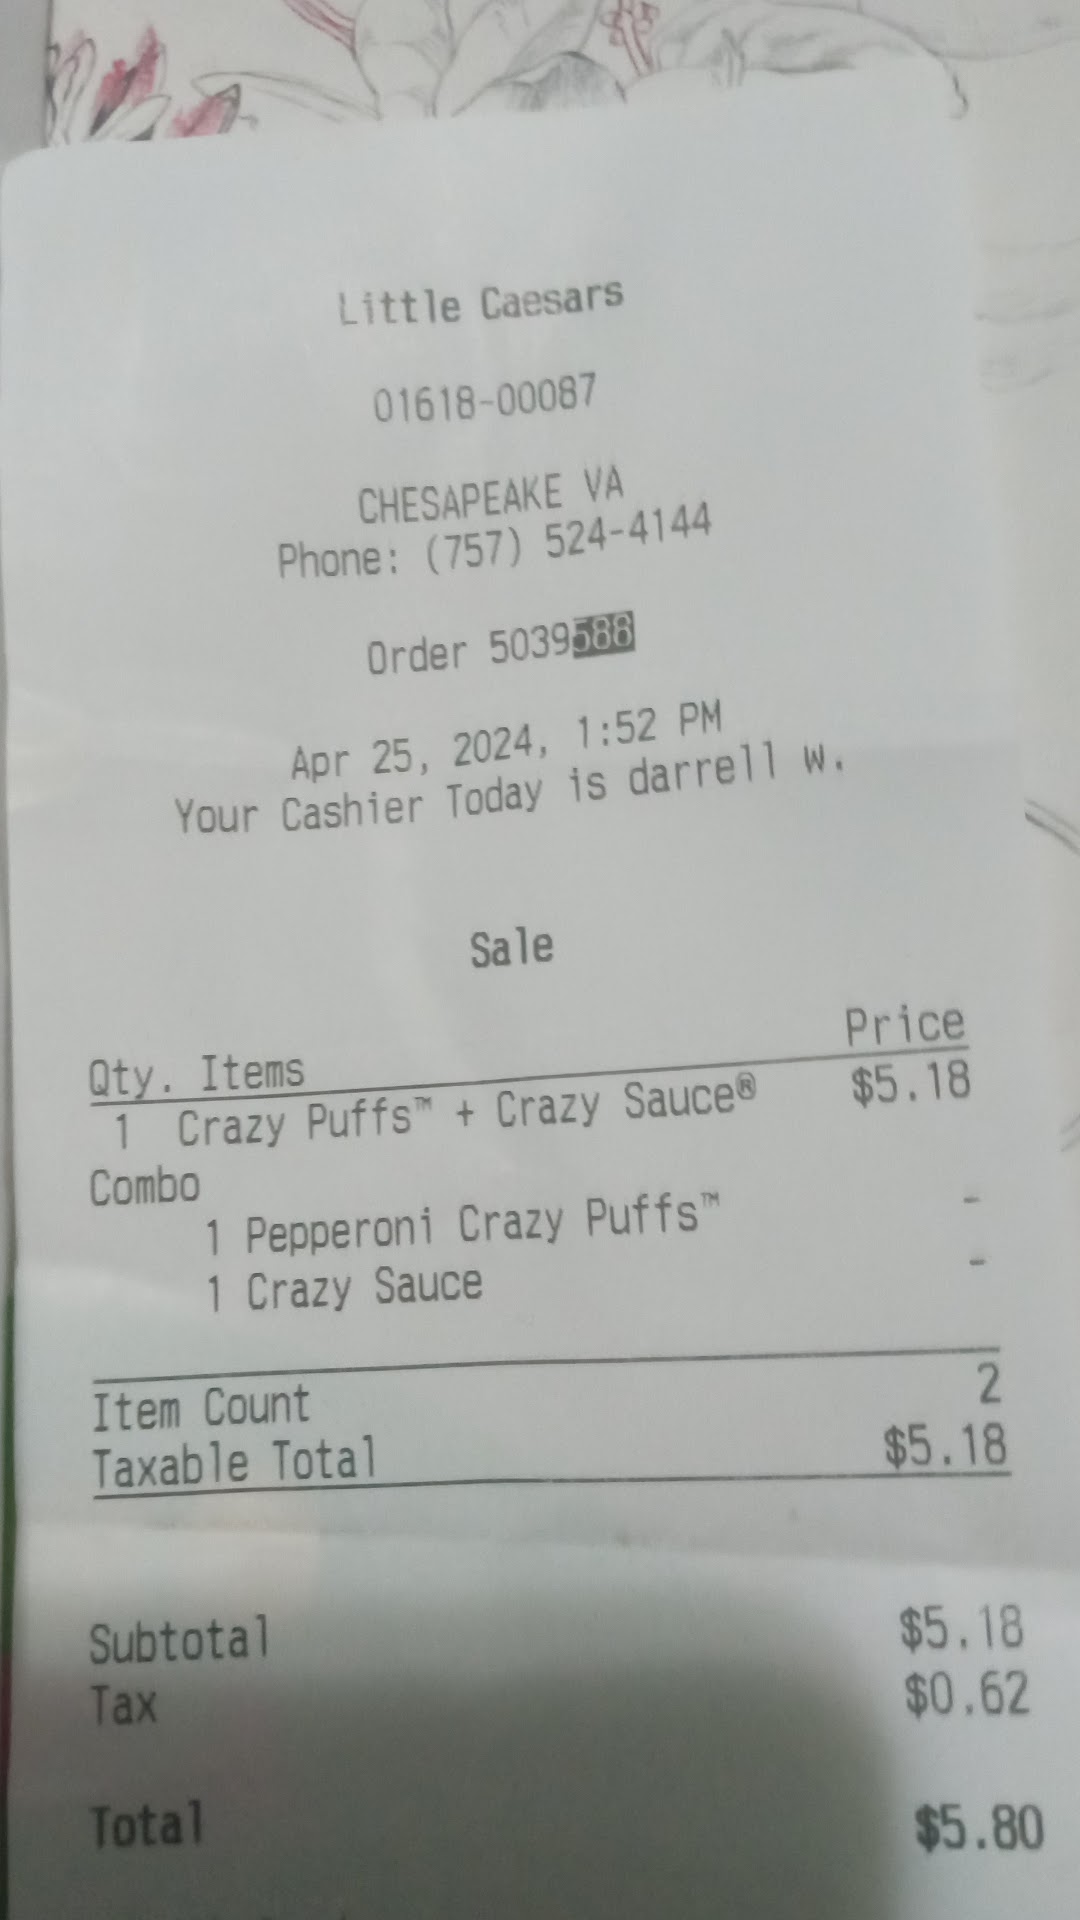 Little Caesars
01618-00087
CHESAPEAKE VA
Phone: (757) 524-4144
Order 5039588
Apr 25, 2024, 1:52 PM
Your Cashier Today is darrell w.
Sale
Qty. Items Price
1 Crazy Puffs™ + Crazy Sauce® $5.18
Combo
1 Pepperoni Crazy Puffs™ -
1 Crazy Sauce -
Item Count 2
Taxable Total $5.18
Subtotal $5.18
Tax $0.62
Total $5.80